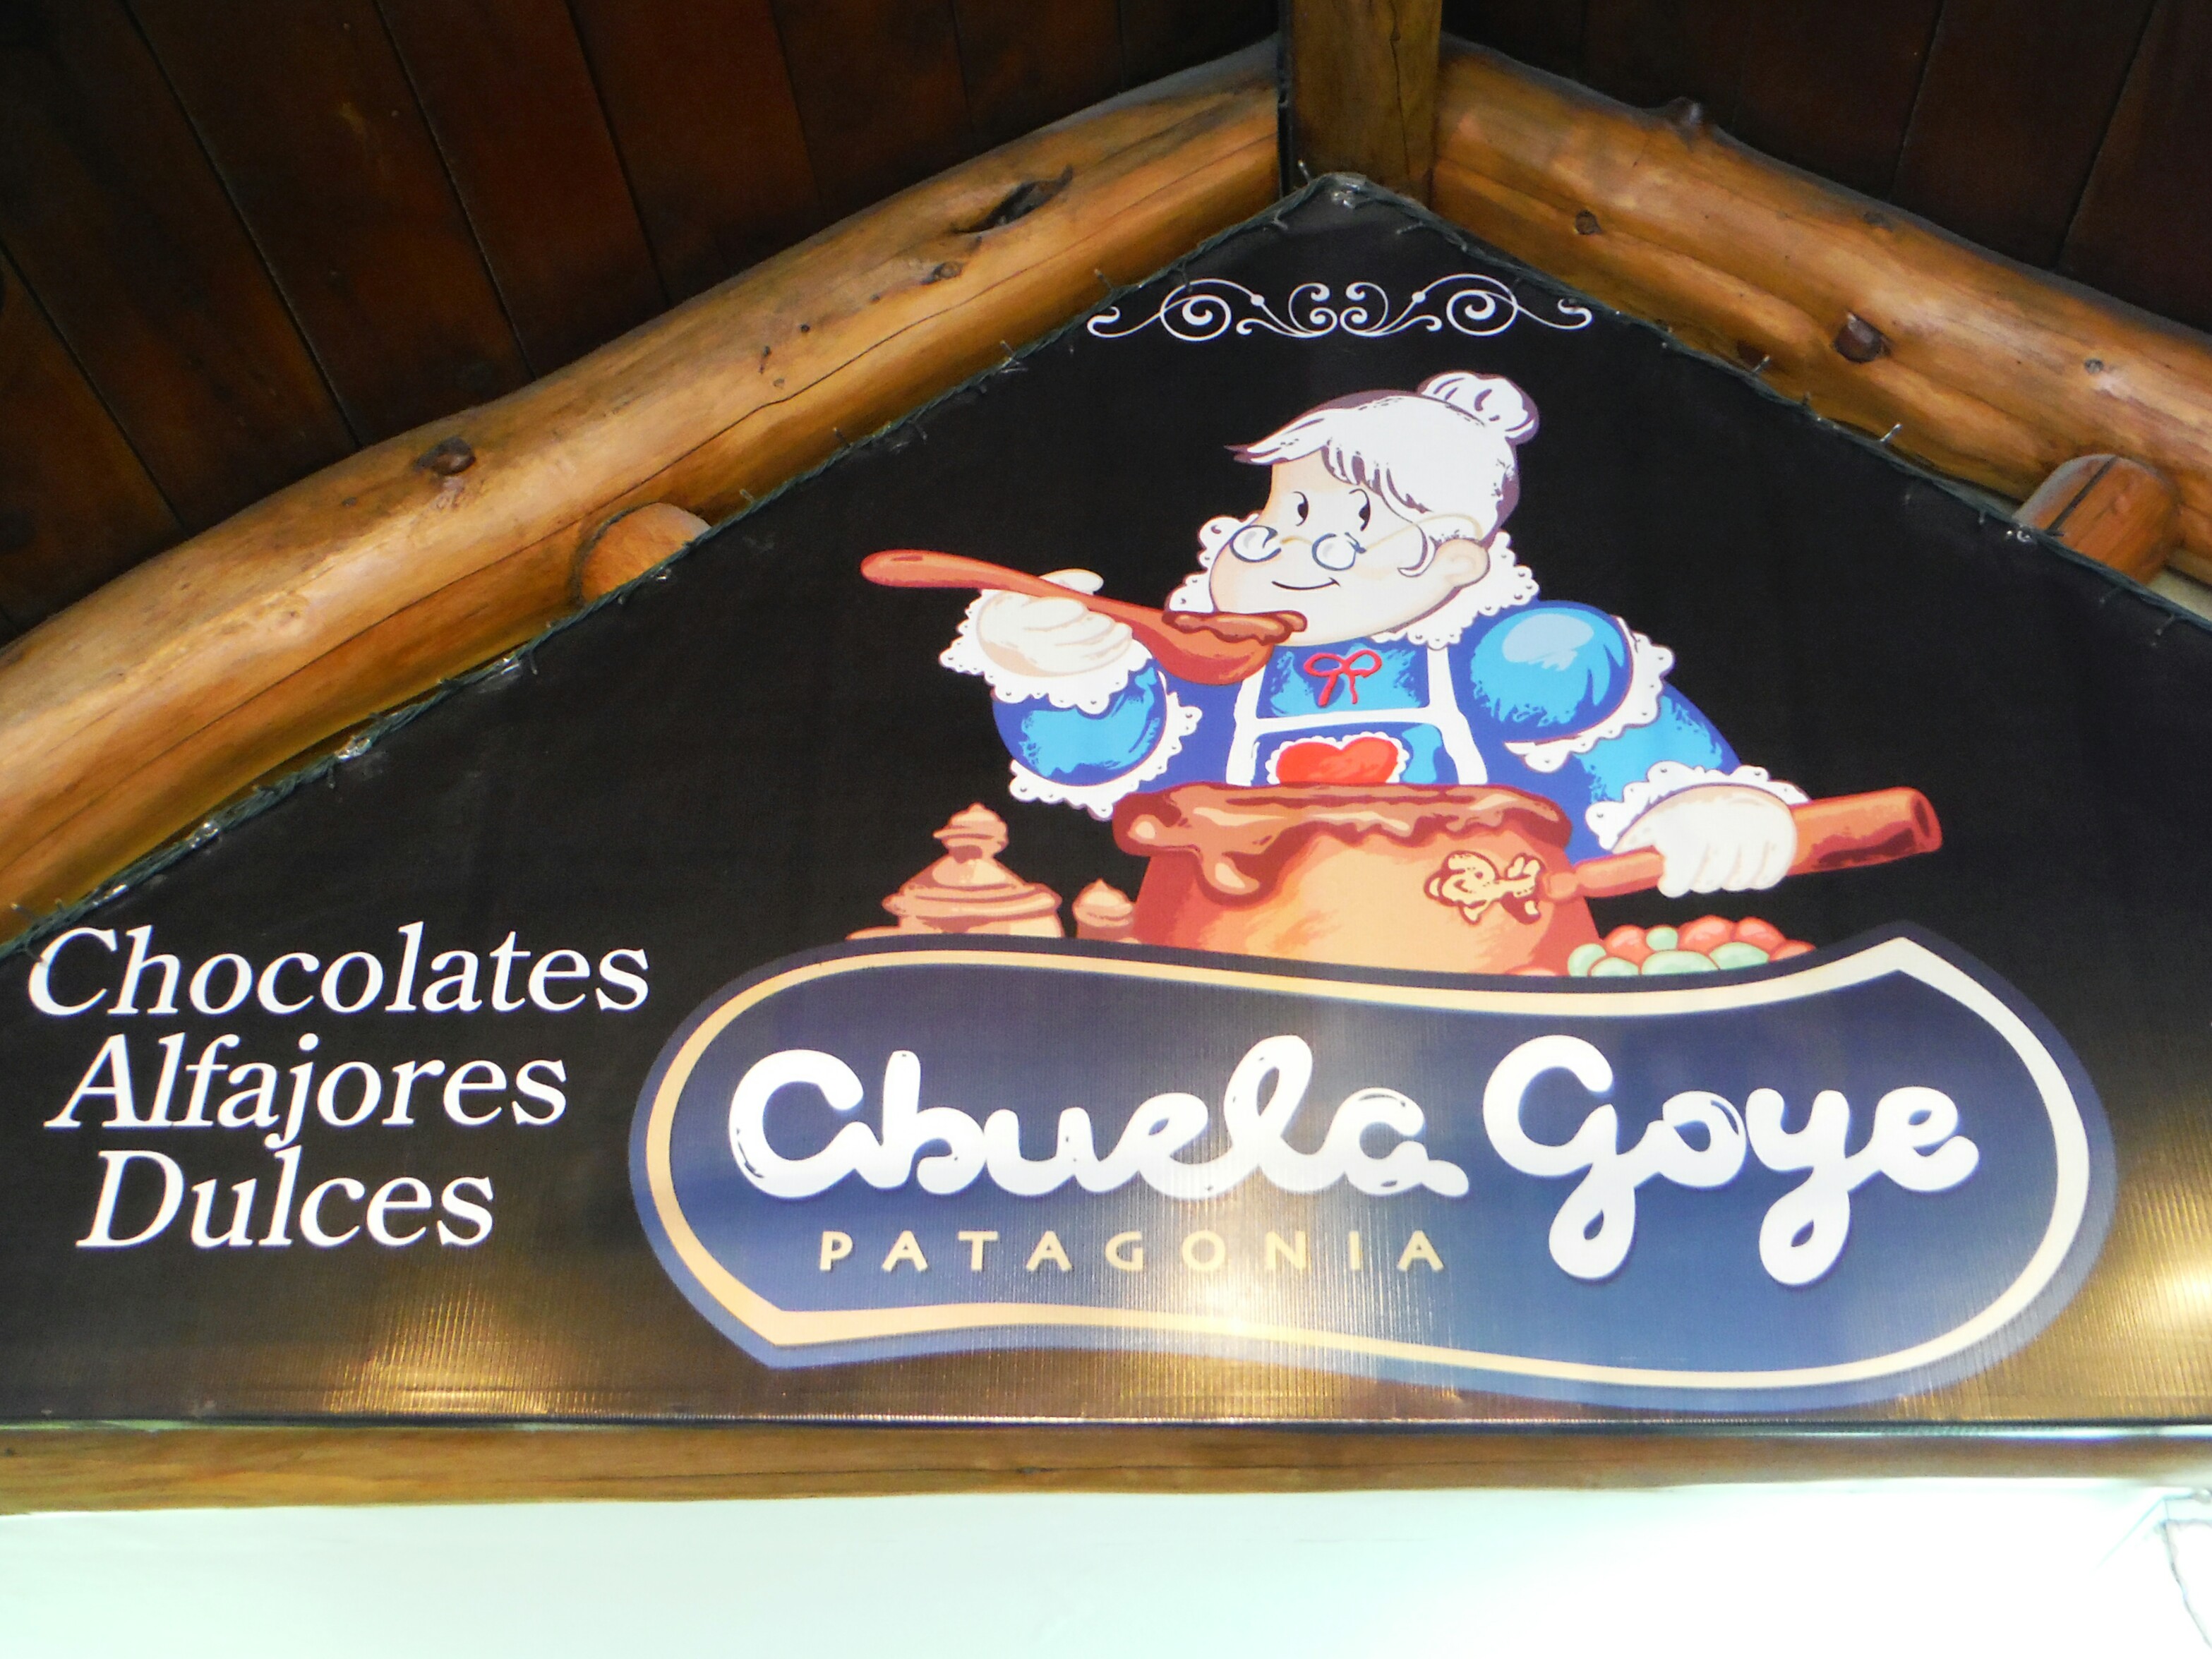 Chocolates
Alfajores
Dulces
Abuela Goye
PATAGONIA